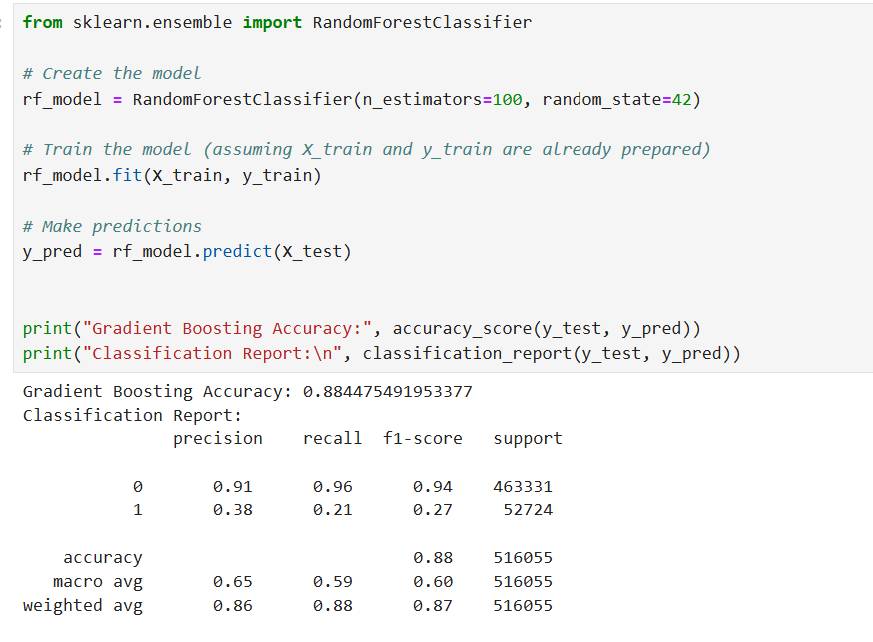 from sklearn.ensemble import RandomForestClassifier
# Create the model
rf_model = RandomForestClassifier(n_estimators=100, random_state=42)
# Train the model (assuming X_train and y_train are already prepared)
rf_model.fit(X_train, y_train)
# Make predictions
y_pred = rf_model.predict(X_test)
print("Gradient Boosting Accuracy:", accuracy_score(y_test, y_pred))
print("Classification Report:\n", classification_report(y_test, y_pred))
Gradient Boosting Accuracy: 0.884475491953377
Classification Report:
precision recall f1-score support
0 0.91 0.96 0.94 463331
1 0.38 0.21 0.27 52724
accuracy 0.88 516055
macro avg 0.65 0.59 0.60 516055
weighted avg 0.86 0.88 0.87 516055